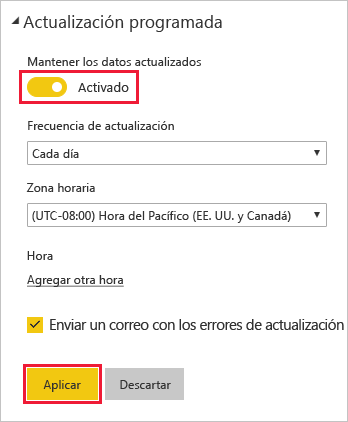 Actualización programada
Mantener los datos actualizados
Activado
Frecuencia de actualización
Cada día
Zona horaria
(UTC-08:00) Hora del Pacífico (EE. UU. y Canadá)
Hora
Agregar otra hora
Enviar un correo con los errores de actualización
Aplicar Descartar